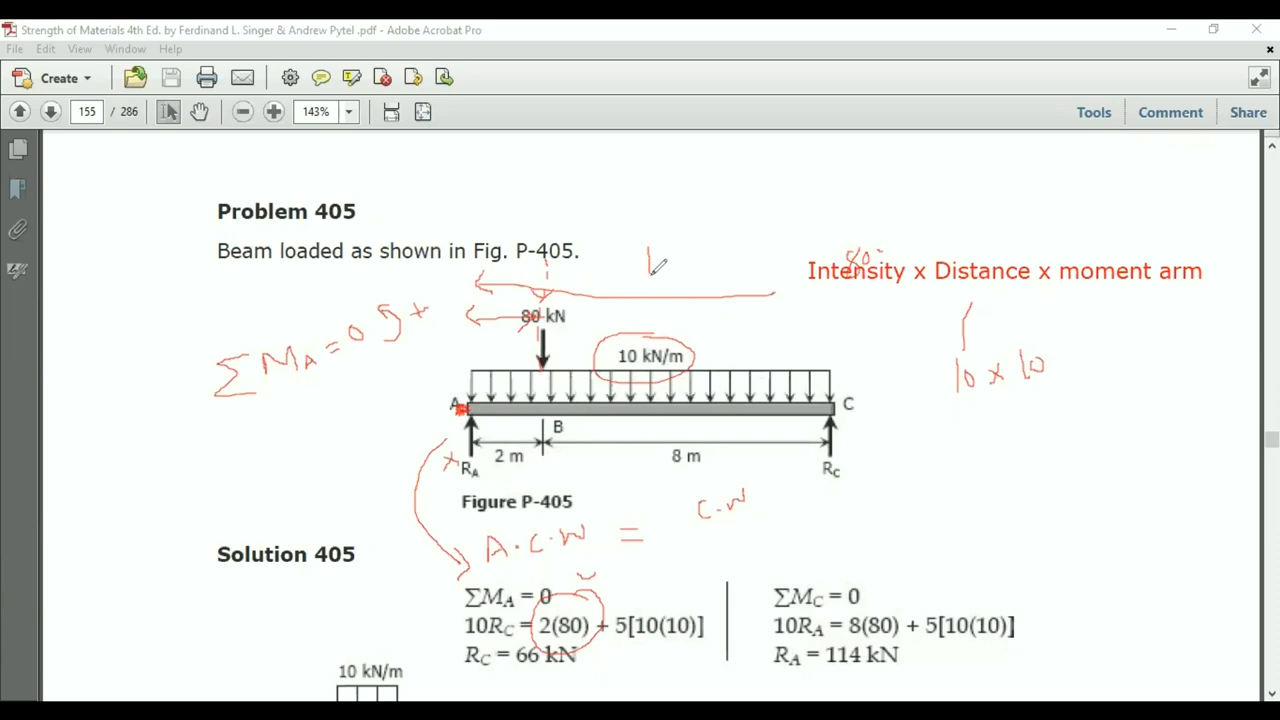 Strength of Materials 4th Ed. by Ferdinand L. Singer & Andrew Pytel .pdf - Adobe Acrobat Pro
File Edit View Window Help
Create
155 / 286 143% Tools Comment Share
Problem 405
Beam loaded as shown in Fig. P-405.
80
Intensity x Distance x moment arm
80 kN
∑MA = 0 +
10 kN/m
10 x 10
A
C
B
2 m
8 m
RA
RC
Figure P-405
C.W
A.C.W =
Solution 405
∑MA = 0
10RC = 2(80) + 5[10(10)]
RC = 66 kN
∑MC = 0
10RA = 8(80) + 5[10(10)]
RA = 114 kN
10 kN/m